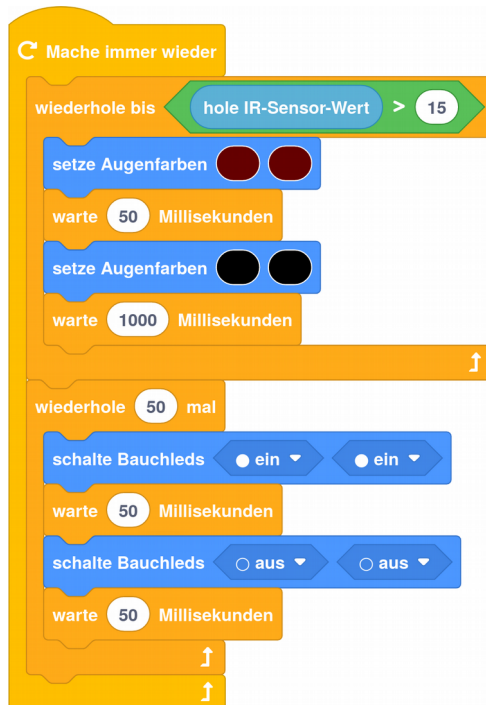 Mache immer wieder
wiederhole bis hole IR-Sensor-Wert > 15
setze Augenfarben
warte 50 Millisekunden
setze Augenfarben
warte 1000 Millisekunden
wiederhole 50 mal
schalte Bauchleds ein ein
warte 50 Millisekunden
schalte Bauchleds aus aus
warte 50 Millisekunden